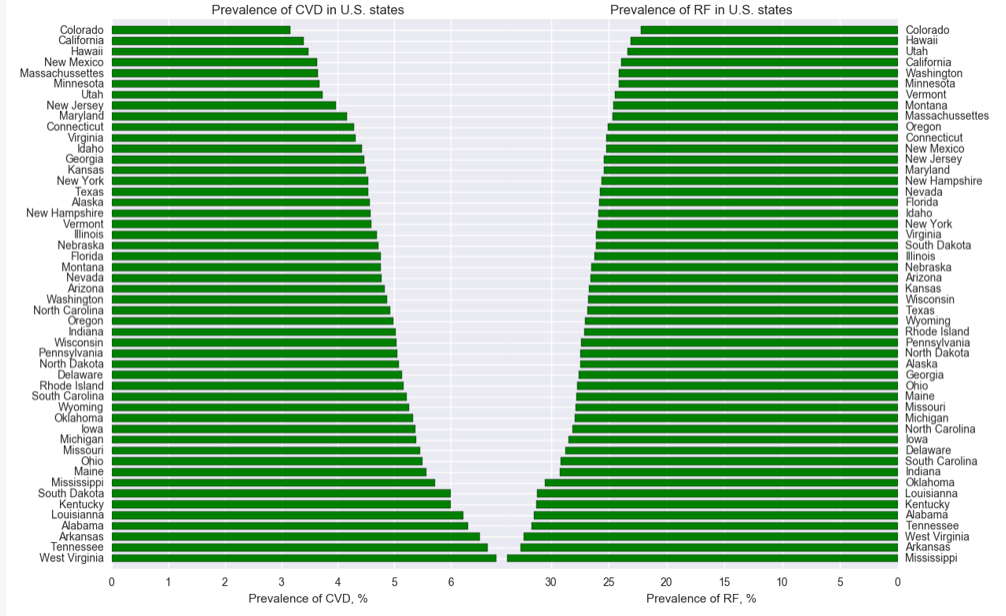 Prevalence of CVD in U.S. states
Prevalence of RF in U.S. states
Colorado
California
Hawaii
New Mexico
Massachussettes
Minnesota
Utah
New Jersey
Maryland
Connecticut
Virginia
Idaho
Georgia
Kansas
New York
Texas
Alaska
New Hampshire
Vermont
Illinois
Nebraska
Florida
Montana
Nevada
Arizona
Washington
North Carolina
Oregon
Indiana
Wisconsin
Pennsylvania
North Dakota
Delaware
Rhode Island
South Carolina
Wyoming
Oklahoma
Iowa
Michigan
Missouri
Ohio
Maine
Mississippi
South Dakota
Kentucky
Louisianna
Alabama
Arkansas
Tennessee
West Virginia
0 1 2 3 4 5 6
Prevalence of CVD, %
Colorado
Hawaii
Utah
California
Washington
Minnesota
Vermont
Montana
Massachussettes
Oregon
Connecticut
New Mexico
New Jersey
Maryland
New Hampshire
Nevada
Florida
Idaho
New York
Virginia
South Dakota
Illinois
Nebraska
Arizona
Kansas
Wisconsin
Texas
Wyoming
Rhode Island
Pennsylvania
North Dakota
Alaska
Georgia
Ohio
Maine
Missouri
Michigan
North Carolina
Iowa
Delaware
South Carolina
Indiana
Oklahoma
Louisianna
Kentucky
Alabama
Tennessee
West Virginia
Arkansas
Mississippi
30 25 20 15 10 5 0
Prevalence of RF, %